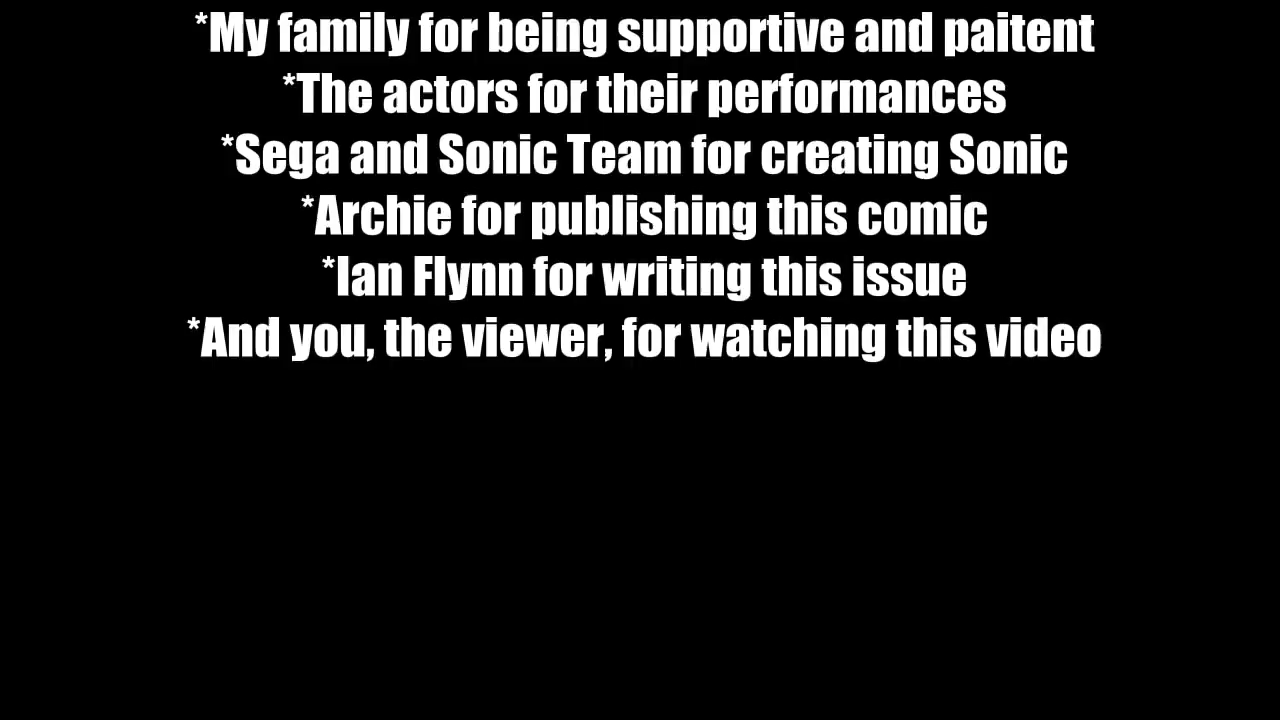 *My family for being supportive and paitent
*The actors for their performances
*Sega and Sonic Team for creating Sonic
*Archie for publishing this comic
*Ian Flynn for writing this issue
*And you, the viewer, for watching this video